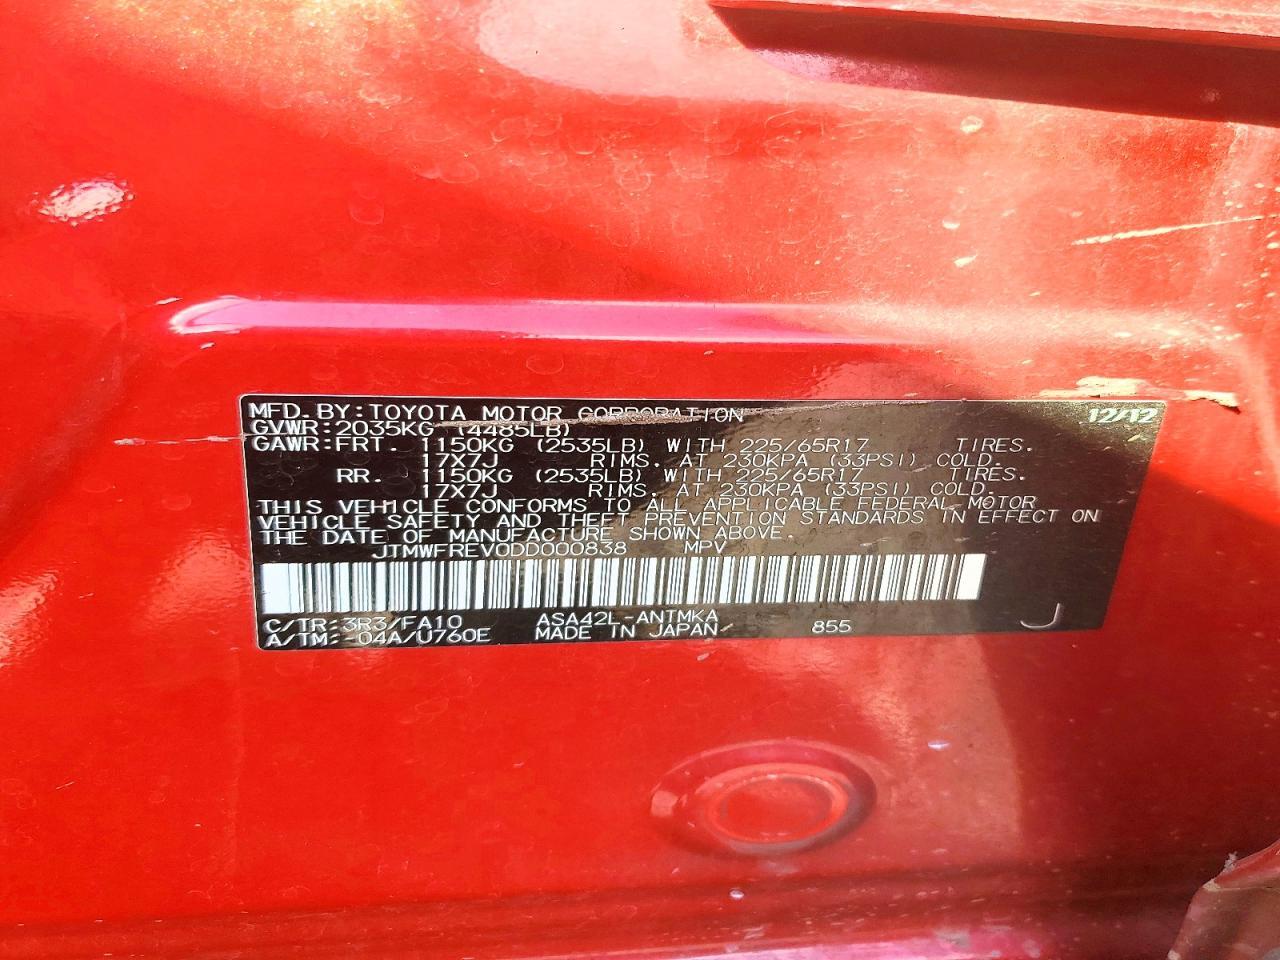 MFD. BY: TOYOTA MOTOR CORPORATION 12/12
GVWR: 2035KG (4485LB)
GAWR: FRT. 1150KG (2535LB) WITH 225/65R17 TIRES.
17X7J RIMS. AT 230KPA (33PSI) COLD.
RR. 1150KG (2535LB) WITH 225/65R17 TIRES.
17X7J RIMS. AT 230KPA (33PSI) COLD.
THIS VEHICLE CONFORMS TO ALL APPLICABLE FEDERAL MOTOR
VEHICLE SAFETY AND THEFT PREVENTION STANDARDS IN EFFECT ON
THE DATE OF MANUFACTURE SHOWN ABOVE.
JTMWFREV0DD000838 MPV
C/TR: 3R3/FA10 ASA42L-ANTMKA
A/TM: -04A/U760E MADE IN JAPAN 855 J